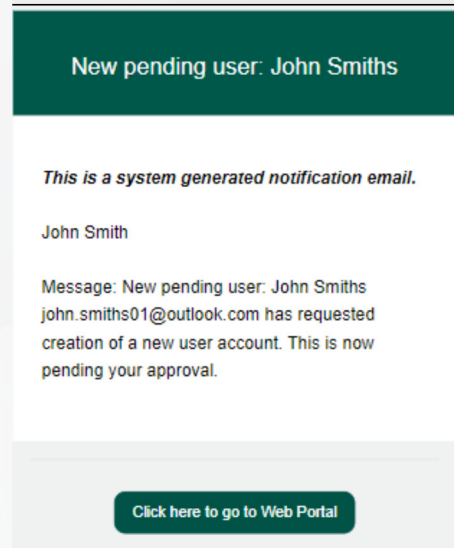 New pending user: John Smiths
This is a system generated notification email.
John Smith
Message: New pending user: John Smiths
john.smiths01@outlook.com has requested
creation of a new user account. This is now
pending your approval.
Click here to go to Web Portal